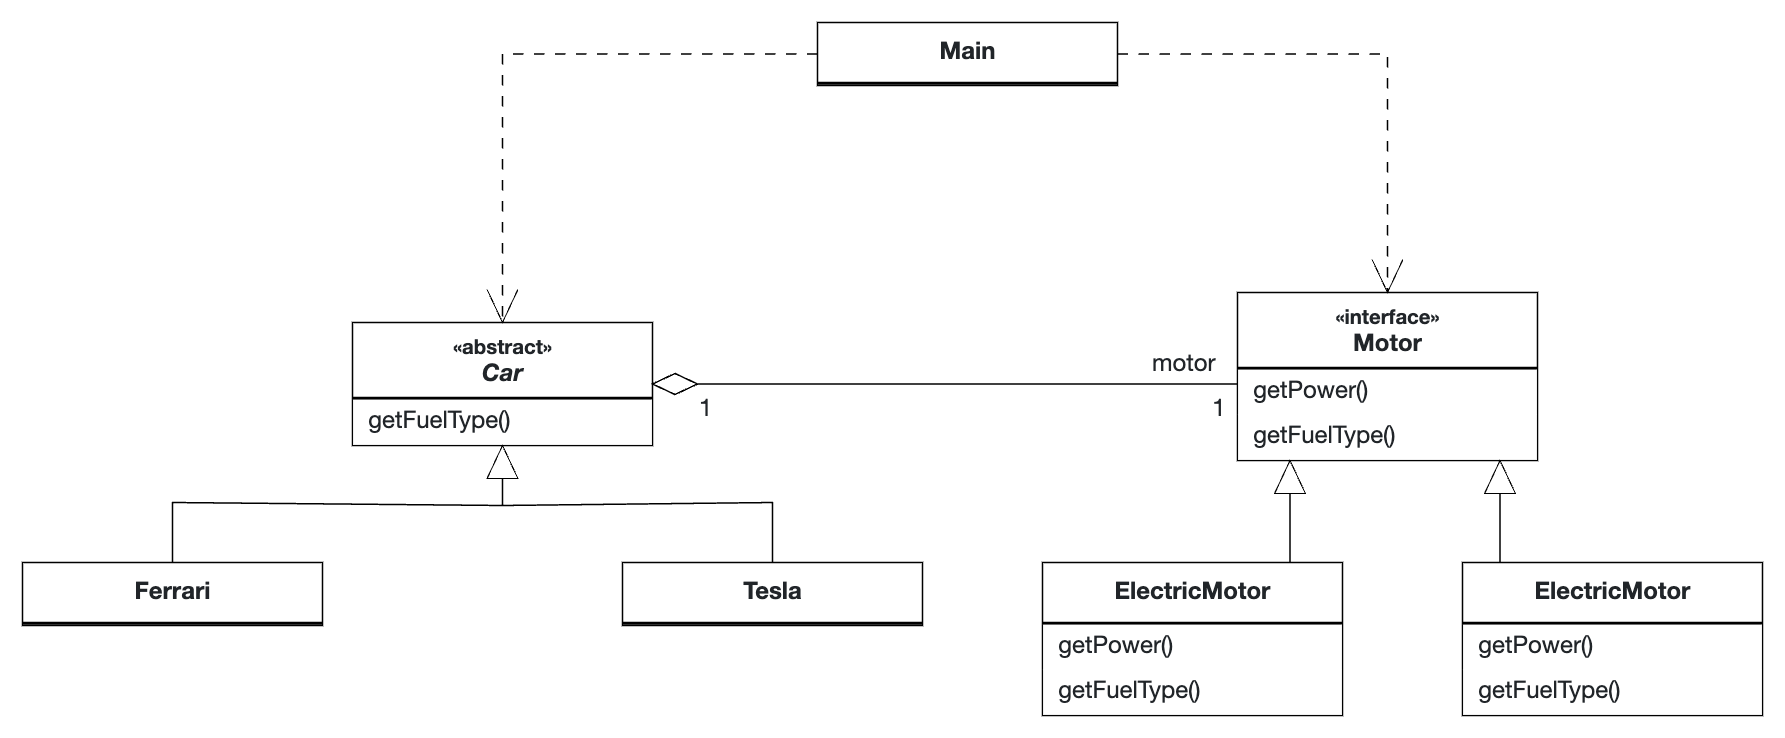 Main
«abstract»
Car
getFuelType()
motor
1
1
«interface»
Motor
getPower()
getFuelType()
Ferrari
Tesla
ElectricMotor
getPower()
getFuelType()
ElectricMotor
getPower()
getFuelType()